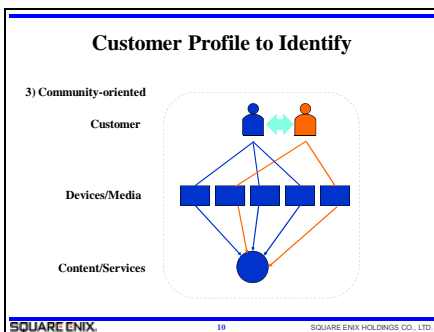 Customer Profile to Identify
3) Community-oriented
Customer
Devices/Media
Content/Services
SQUARE ENIX.
10
SQUARE ENIX HOLDINGS CO., LTD.